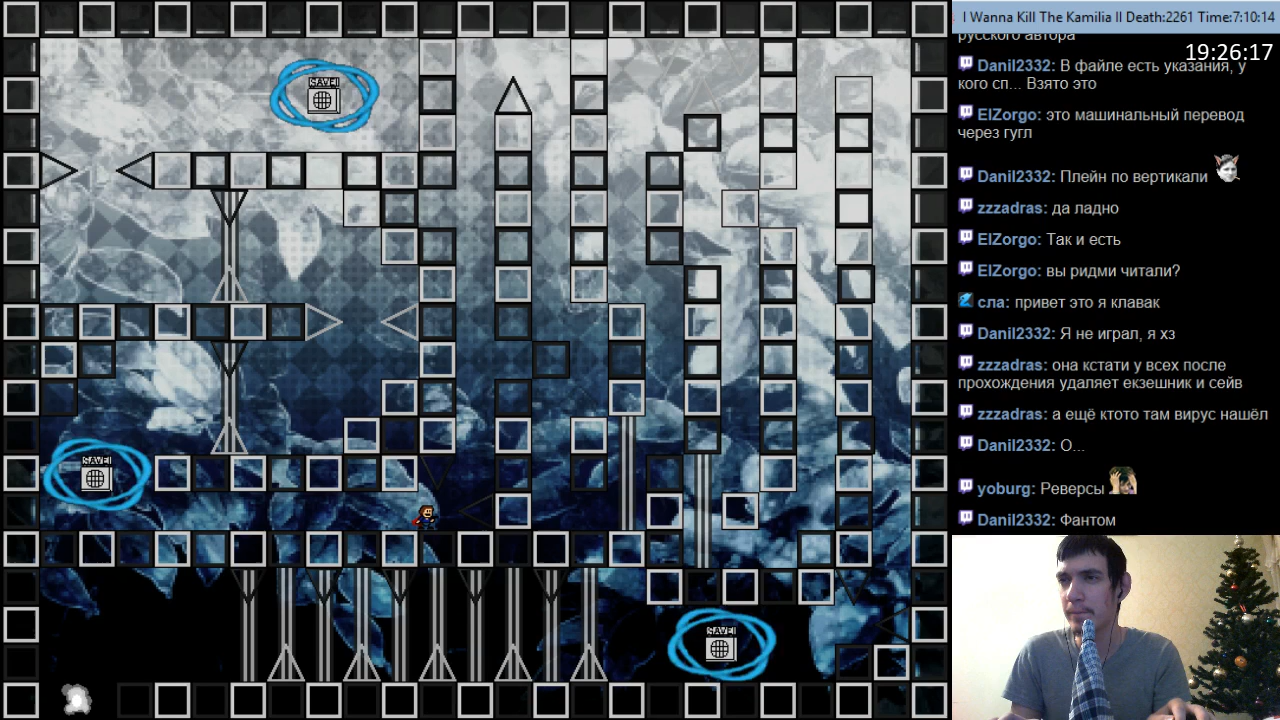 I Wanna Kill The Kamilia II Death:2261 Time:7:10:14
русского автора
19:26:17
Danil2332: В файле есть указания, у
кого сп... Взято это
ElZorgo: это машинальный перевод
через гугл
Danil2332: Плейн по вертикали
zzzadras: да ладно
ElZorgo: Так и есть
ElZorgo: вы ридми читали?
сла: привет это я клавак
Danil2332: Я не играл, я хз
zzzadras: она кстати у всех после
прохождения удаляет екзешник и сейв
zzzadras: а ещё ктото там вирус нашёл
Danil2332: О...
yoburg: Реверсы
Danil2332: Фантом
SAVE!
SAVE!
SAVE!